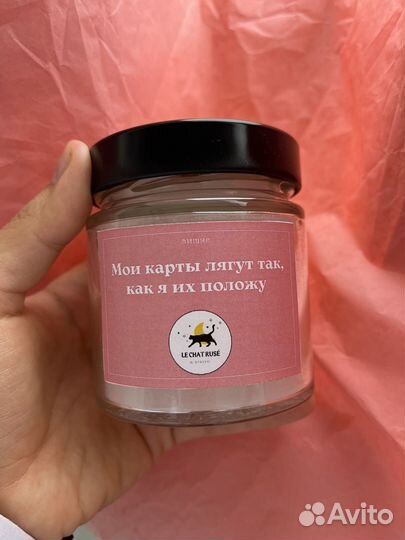 вишня
Мои карты лягут так,
как я их положу
LE CHAT RUSÉ
Avito